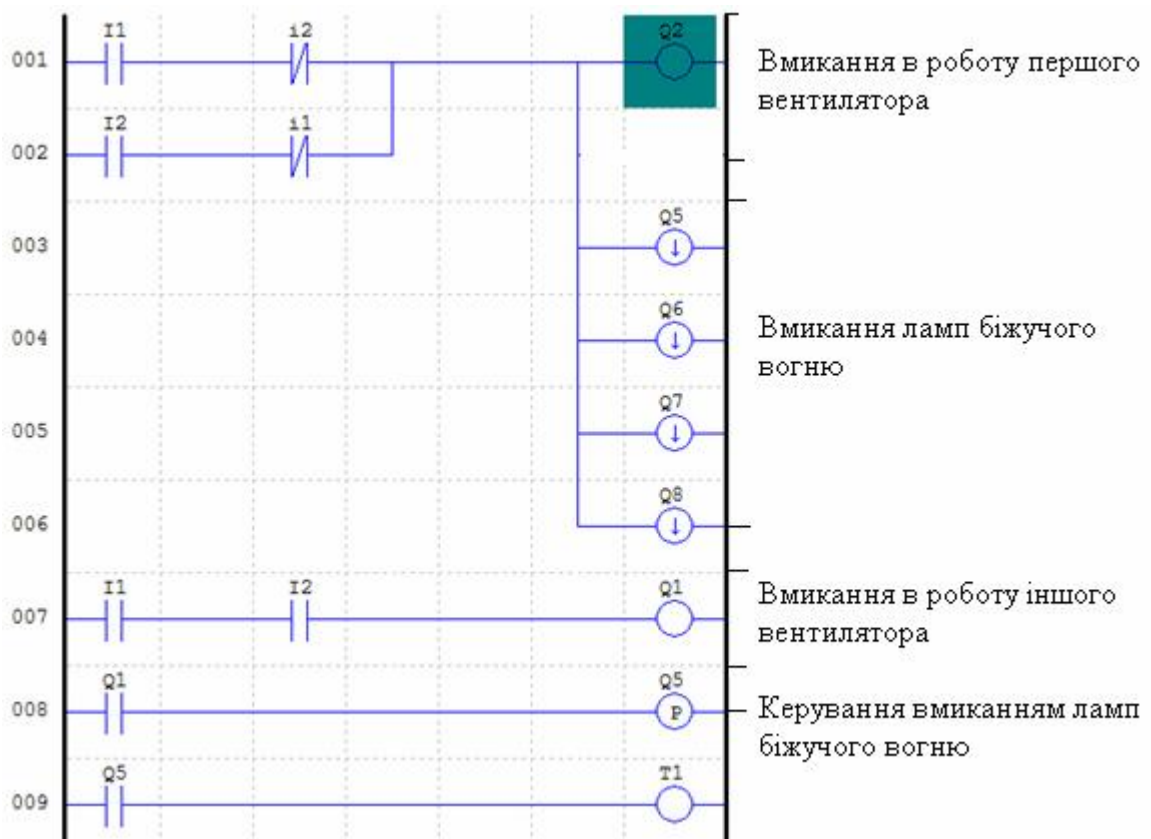 I1 i2 Q2
001
Вмикання в роботу першого
вентилятора
I2 i1
002
Q5
003
Q6
004
Вмикання ламп біжучого
вогню
Q7
005
Q8
006
I1 I2 Q1
007
Вмикання в роботу іншого
вентилятора
Q1 Q5
008 P
Керування вмиканням ламп
біжучого вогню
Q5 T1
009